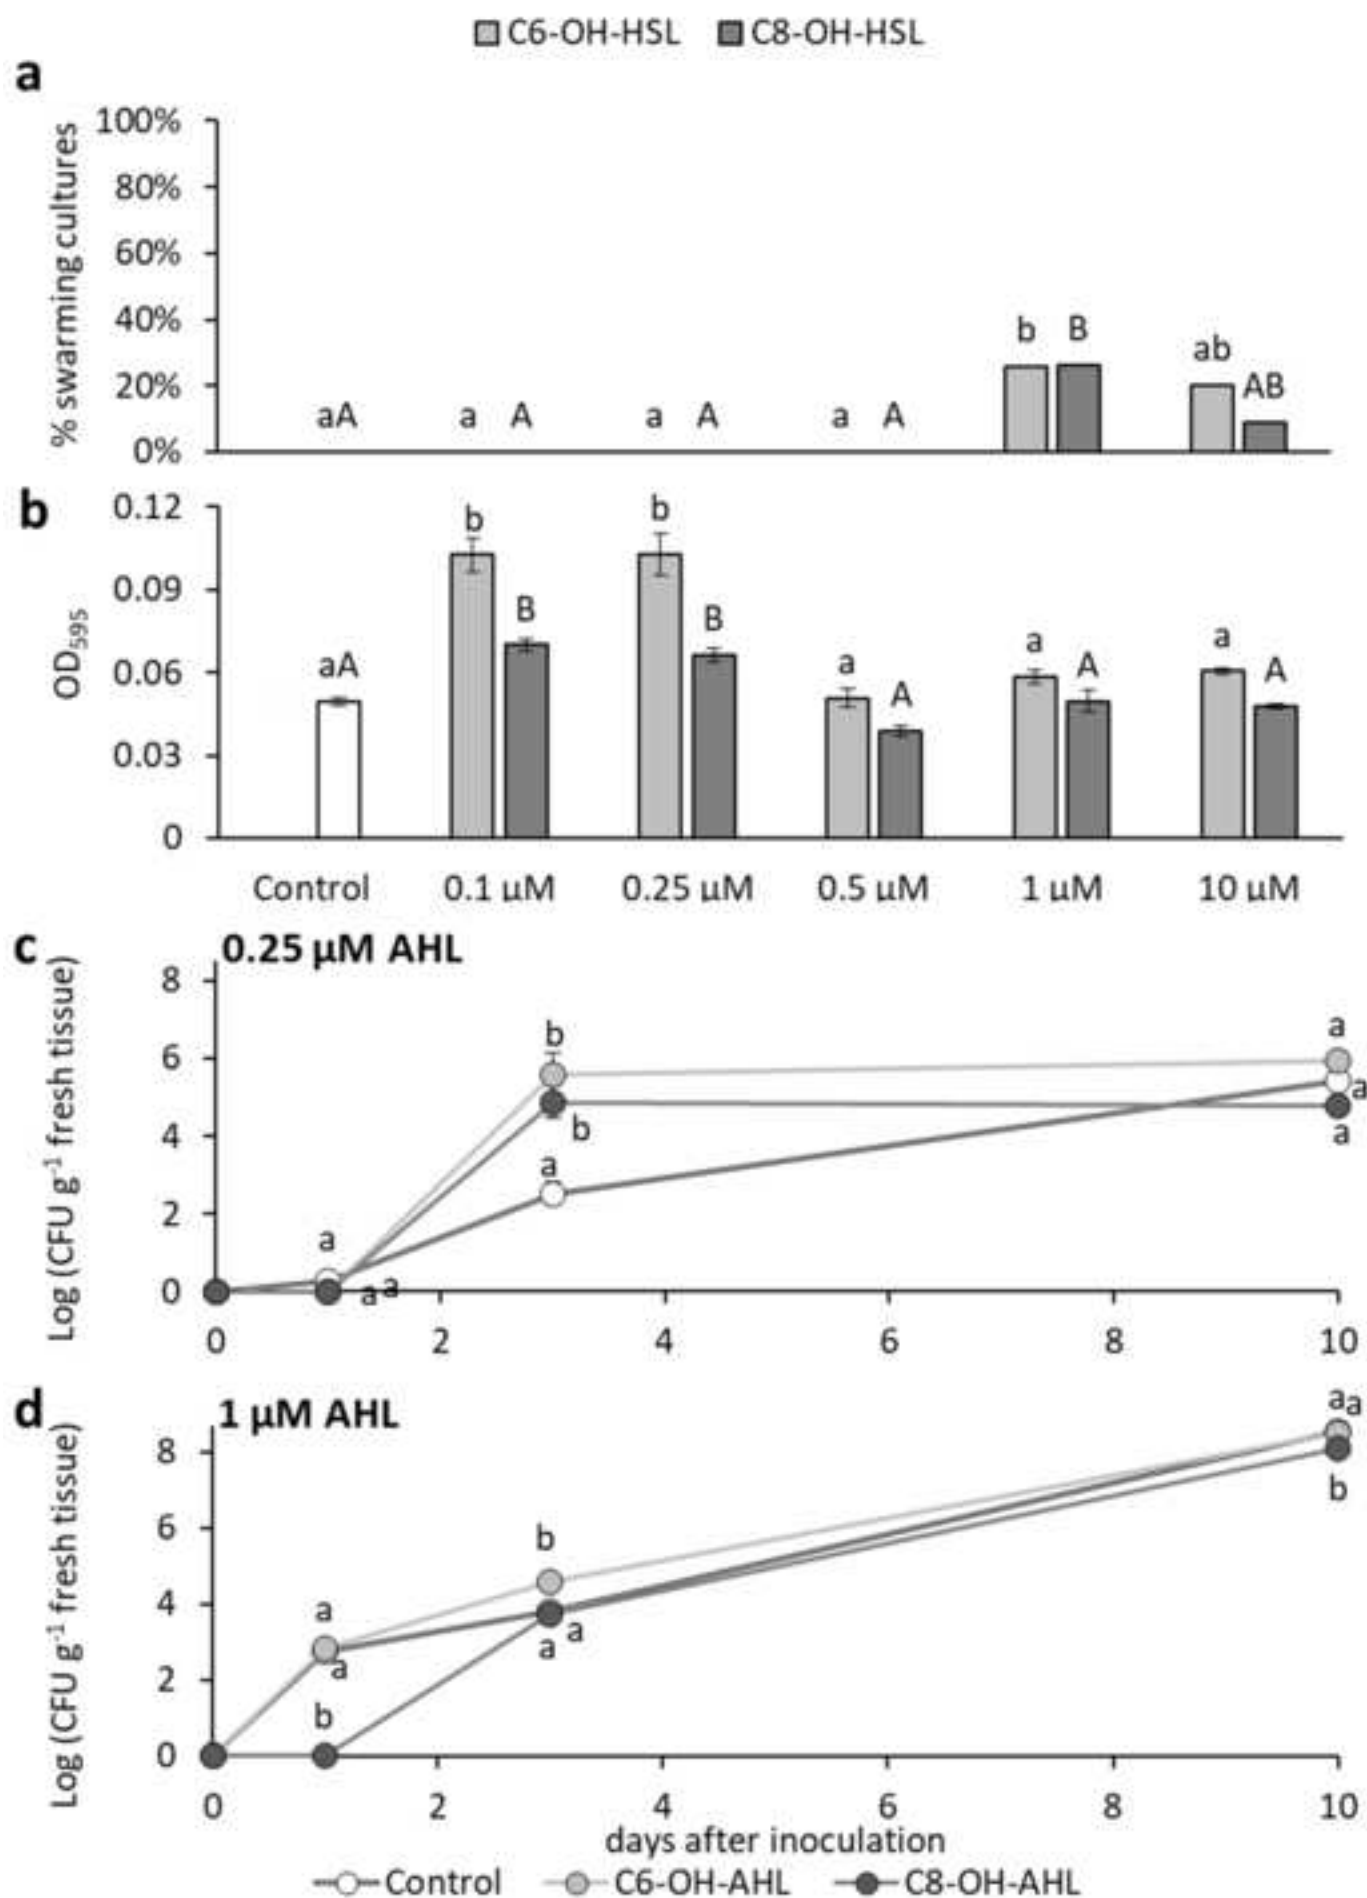 C6-OH-HSL C8-OH-HSL
a
100%
80%
60%
40%
20%
0%
% swarming cultures
aA a A a A a A b B ab AB
b
0.12
0.09
0.06
0.03
0
OD595
aA b B b B a A a A a A
Control 0.1 µM 0.25 µM 0.5 µM 1 µM 10 µM
c 0.25 µM AHL
Log (CFU g-1 fresh tissue)
8
6
4
2
0
a a a
b b a
a a a
0 2 4 6 8 10
d 1 µM AHL
Log (CFU g-1 fresh tissue)
8
6
4
2
0
a a b
b a a
a a b
0 2 4 6 8 10
days after inoculation
Control C6-OH-AHL C8-OH-AHL